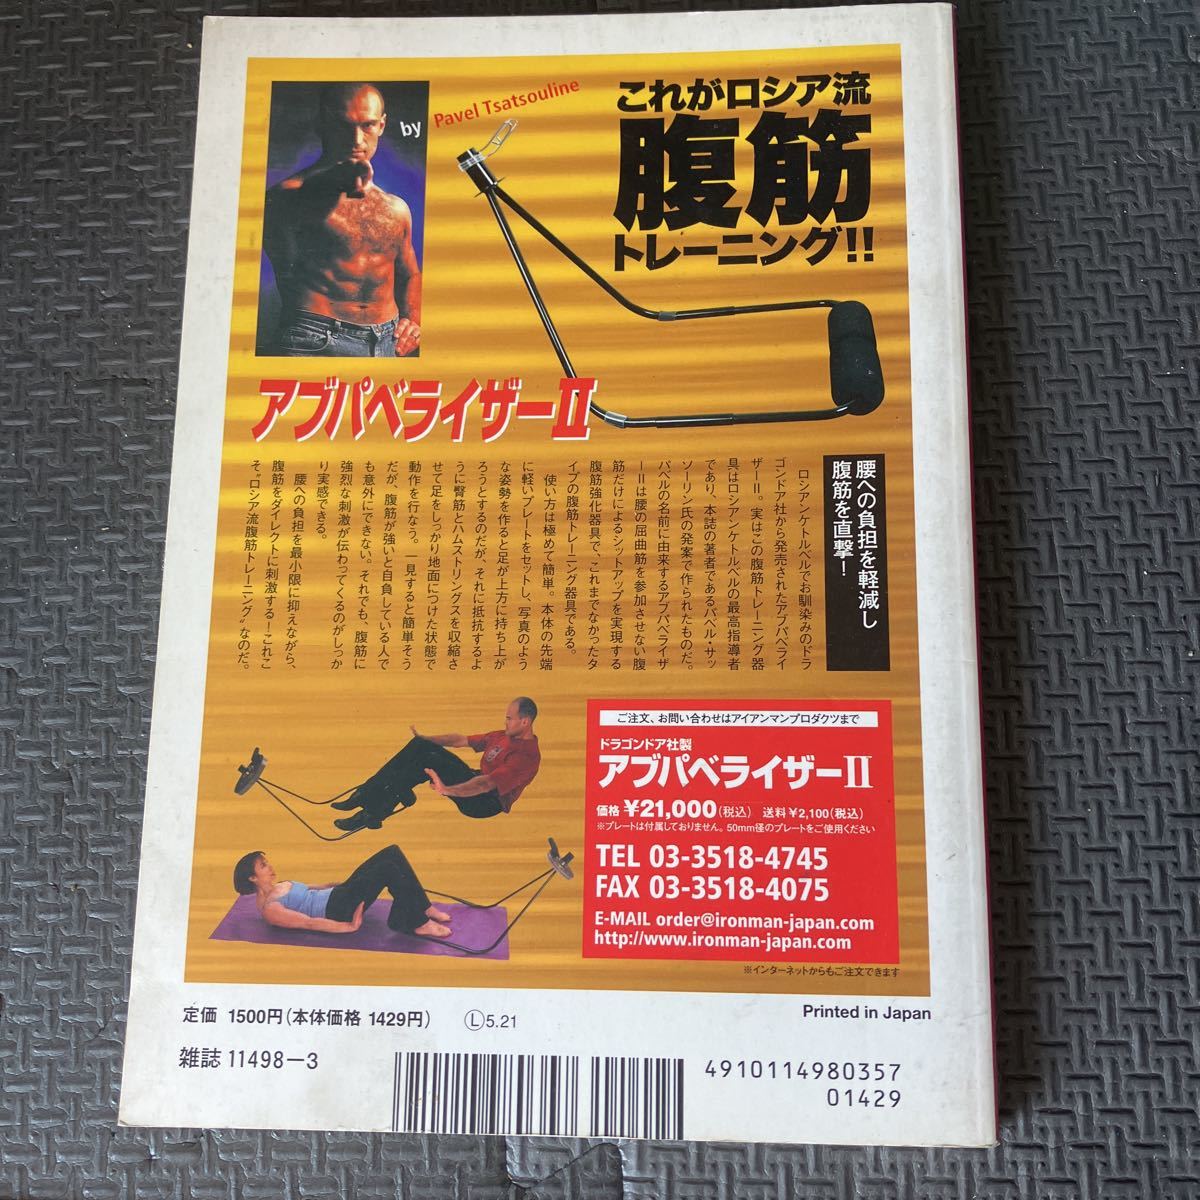 by Pavel Tsatsouline
これがロシア流
腹筋
トレーニング!!
アブパベライザーII
腰への負担を軽減し
腹筋を直撃！
ロシアンケトルベルでお馴染みのドラ
ゴンドア社から発売されたアブパベライ
ザーII。実はこの腹筋トレーニング器
具はロシアンケトルベルの最高指導者
であり、本誌の著者であるパベル・サッ
ソーリン氏の発案で作られたものだ。
パベルの名前に由来するアブパベライザ
ーIIは腰の屈曲筋を参加させない腹
筋だけによるシットアップを実現する
腹筋強化器具で、これまでなかったタ
イプの腹筋トレーニング器具である。
使い方は極めて簡単。本体の先端
に軽いプレートをセットし、写真のよう
な姿勢を作ると足が上方に持ち上が
ろうとするのだが、それに抵抗するよ
うに臀筋とハムストリングスを収縮さ
せて足をしっかり地面につけた状態で
動作を行なう。一見すると簡単そう
だが、腹筋が強いと自負している人で
も意外にできない。それでも、腹筋に
強烈な刺激が伝わってくるのがしっか
り実感できる。
腰への負担を最小限に抑えながら、
腹筋をダイレクトに刺激する！これこ
そ“ロシア流腹筋トレーニング”なのだ。
ご注文、お問い合わせはアイアンマンプロダクツまで
ドラゴンドア社製
アブパベライザーII
価格 ¥21,000(税込) 送料¥2,100(税込)
※プレートは付属しておりません。50mm径のプレートをご使用ください
TEL 03-3518-4745
FAX 03-3518-4075
E-MAIL order@ironman-japan.com
http://www.ironman-japan.com
※インターネットからもご注文できます
定価 1500円(本体価格 1429円) Ⓛ5.21
Printed in Japan
雑誌 11498-3
4910114980357
01429